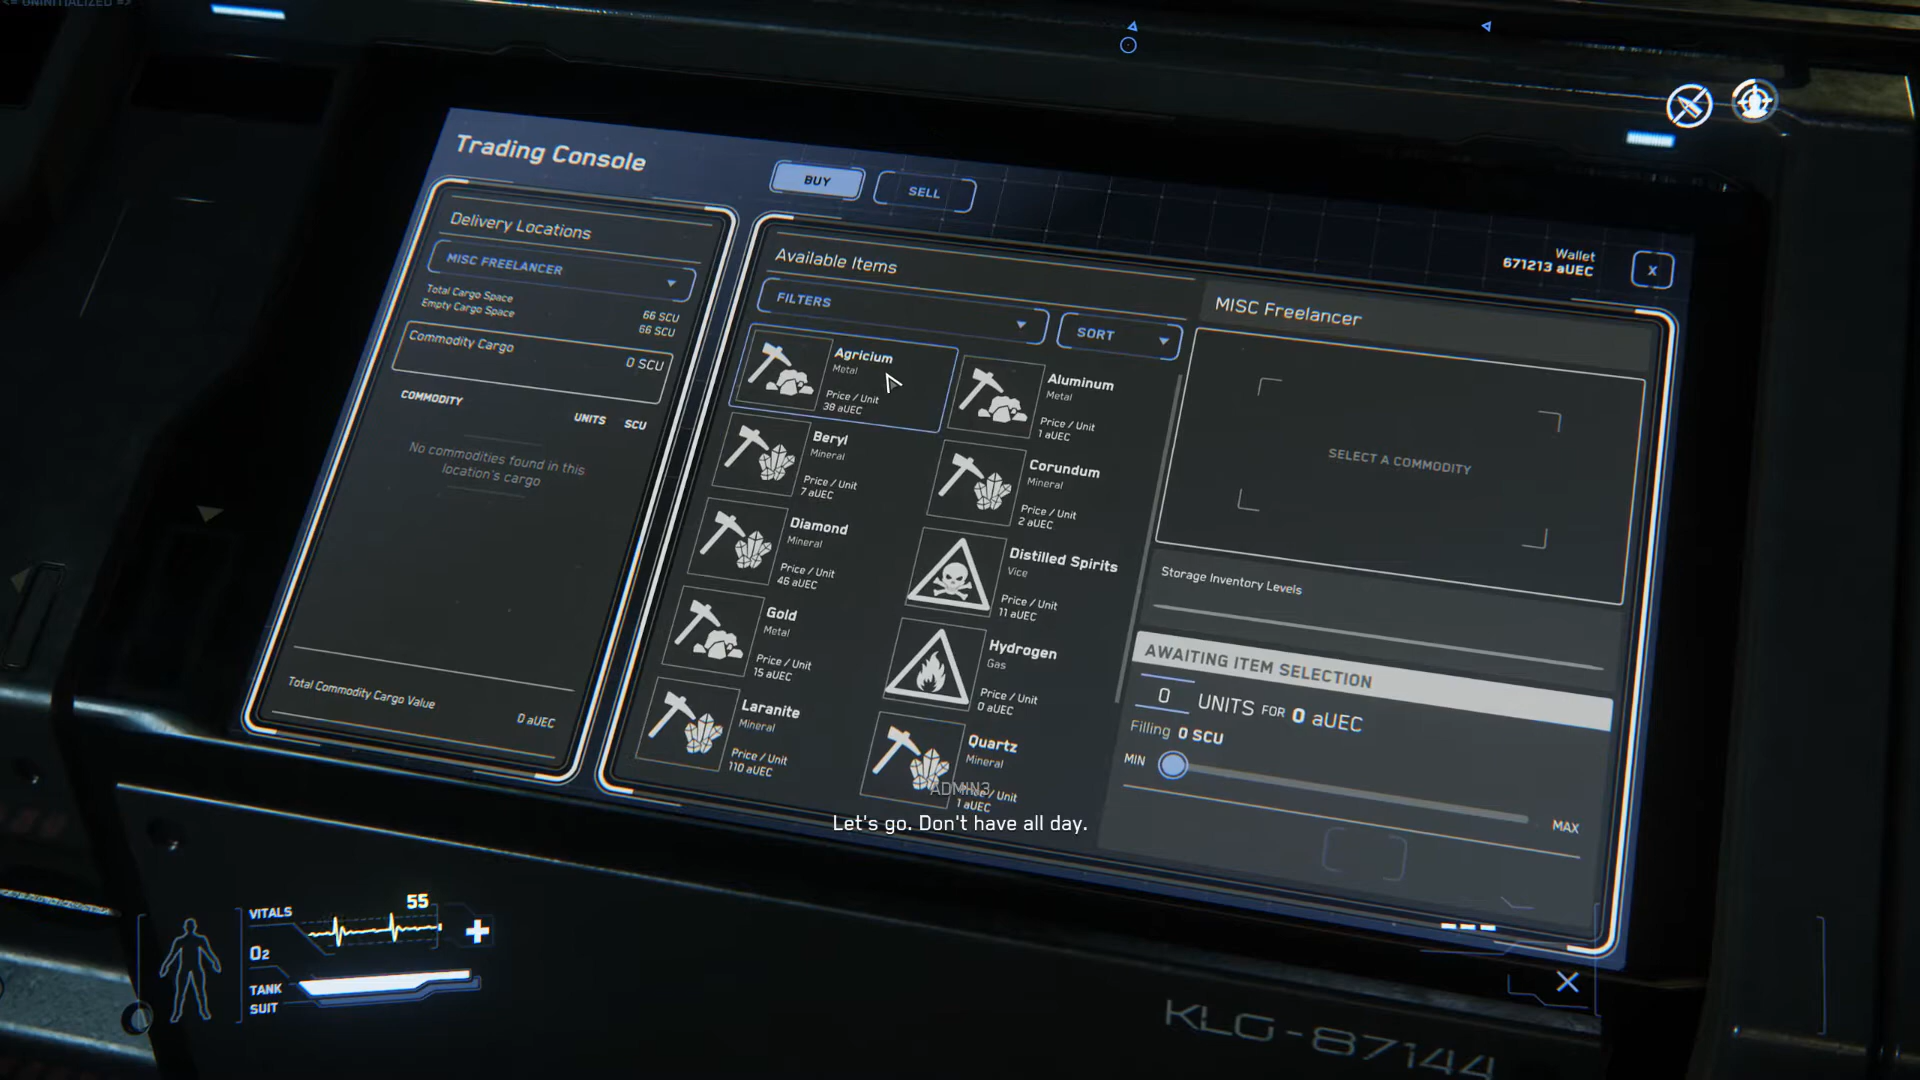 <= UNINITIALIZED =>
Trading Console
BUY
SELL
Wallet
671213 aUEC
X
Delivery Locations
MISC FREELANCER
Total Cargo Space 66 SCU
Empty Cargo Space 66 SCU
Commodity Cargo 0 SCU
COMMODITY UNITS SCU
No commodities found in this
location's cargo
Total Commodity Cargo Value 0 aUEC
Available Items
FILTERS
SORT
Agricium
Metal
Price / Unit
38 aUEC
Aluminum
Metal
Price / Unit
1 aUEC
Beryl
Mineral
Price / Unit
7 aUEC
Corundum
Mineral
Price / Unit
2 aUEC
Diamond
Mineral
Price / Unit
46 aUEC
Distilled Spirits
Vice
Price / Unit
11 aUEC
Gold
Metal
Price / Unit
15 aUEC
Hydrogen
Gas
Price / Unit
0 aUEC
Laranite
Mineral
Price / Unit
110 aUEC
Quartz
Mineral
Price / Unit
1 aUEC
MISC Freelancer
SELECT A COMMODITY
Storage Inventory Levels
AWAITING ITEM SELECTION
0 UNITS FOR 0 aUEC
Filling 0 SCU
MIN
MAX
ADMIN3
Let's go. Don't have all day.
VITALS
55
O2
TANK
SUIT
KLG-87144